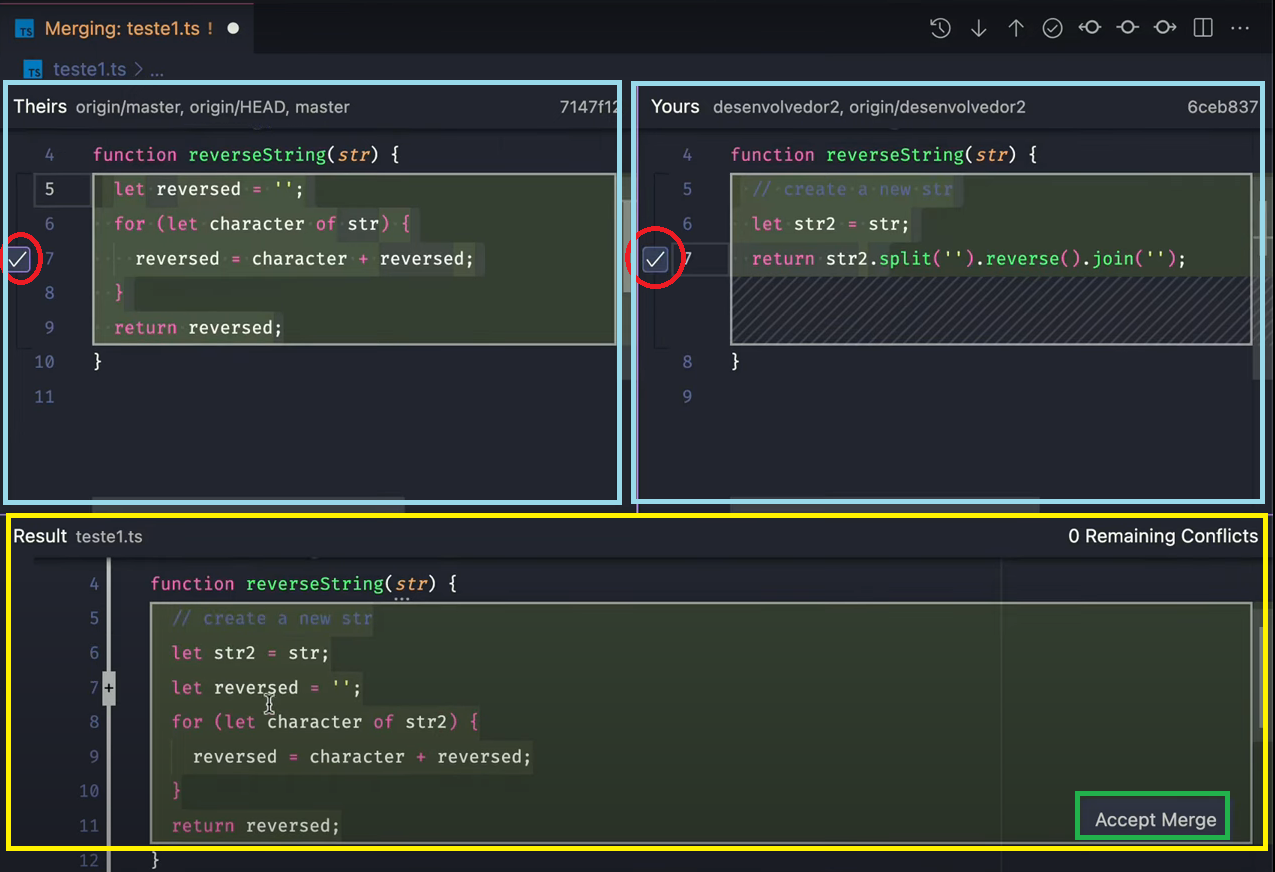 TS Merging: teste1.ts ! ●
TS teste1.ts > ...
Theirs origin/master, origin/HEAD, master 7147f12
4 function reverseString(str) {
5 let reversed = '';
6 for (let character of str) {
7 reversed = character + reversed;
8 }
9 return reversed;
10 }
11
Yours desenvolvedor2, origin/desenvolvedor2 6ceb837
4 function reverseString(str) {
5 // create a new str
6 let str2 = str;
7 return str2.split('').reverse().join('');
8 }
9
Result teste1.ts 0 Remaining Conflicts
4 function reverseString(str) {
5 // create a new str
6 let str2 = str;
7 let reversed = '';
8 for (let character of str2) {
9 reversed = character + reversed;
10 }
11 return reversed;
Accept Merge
12 }